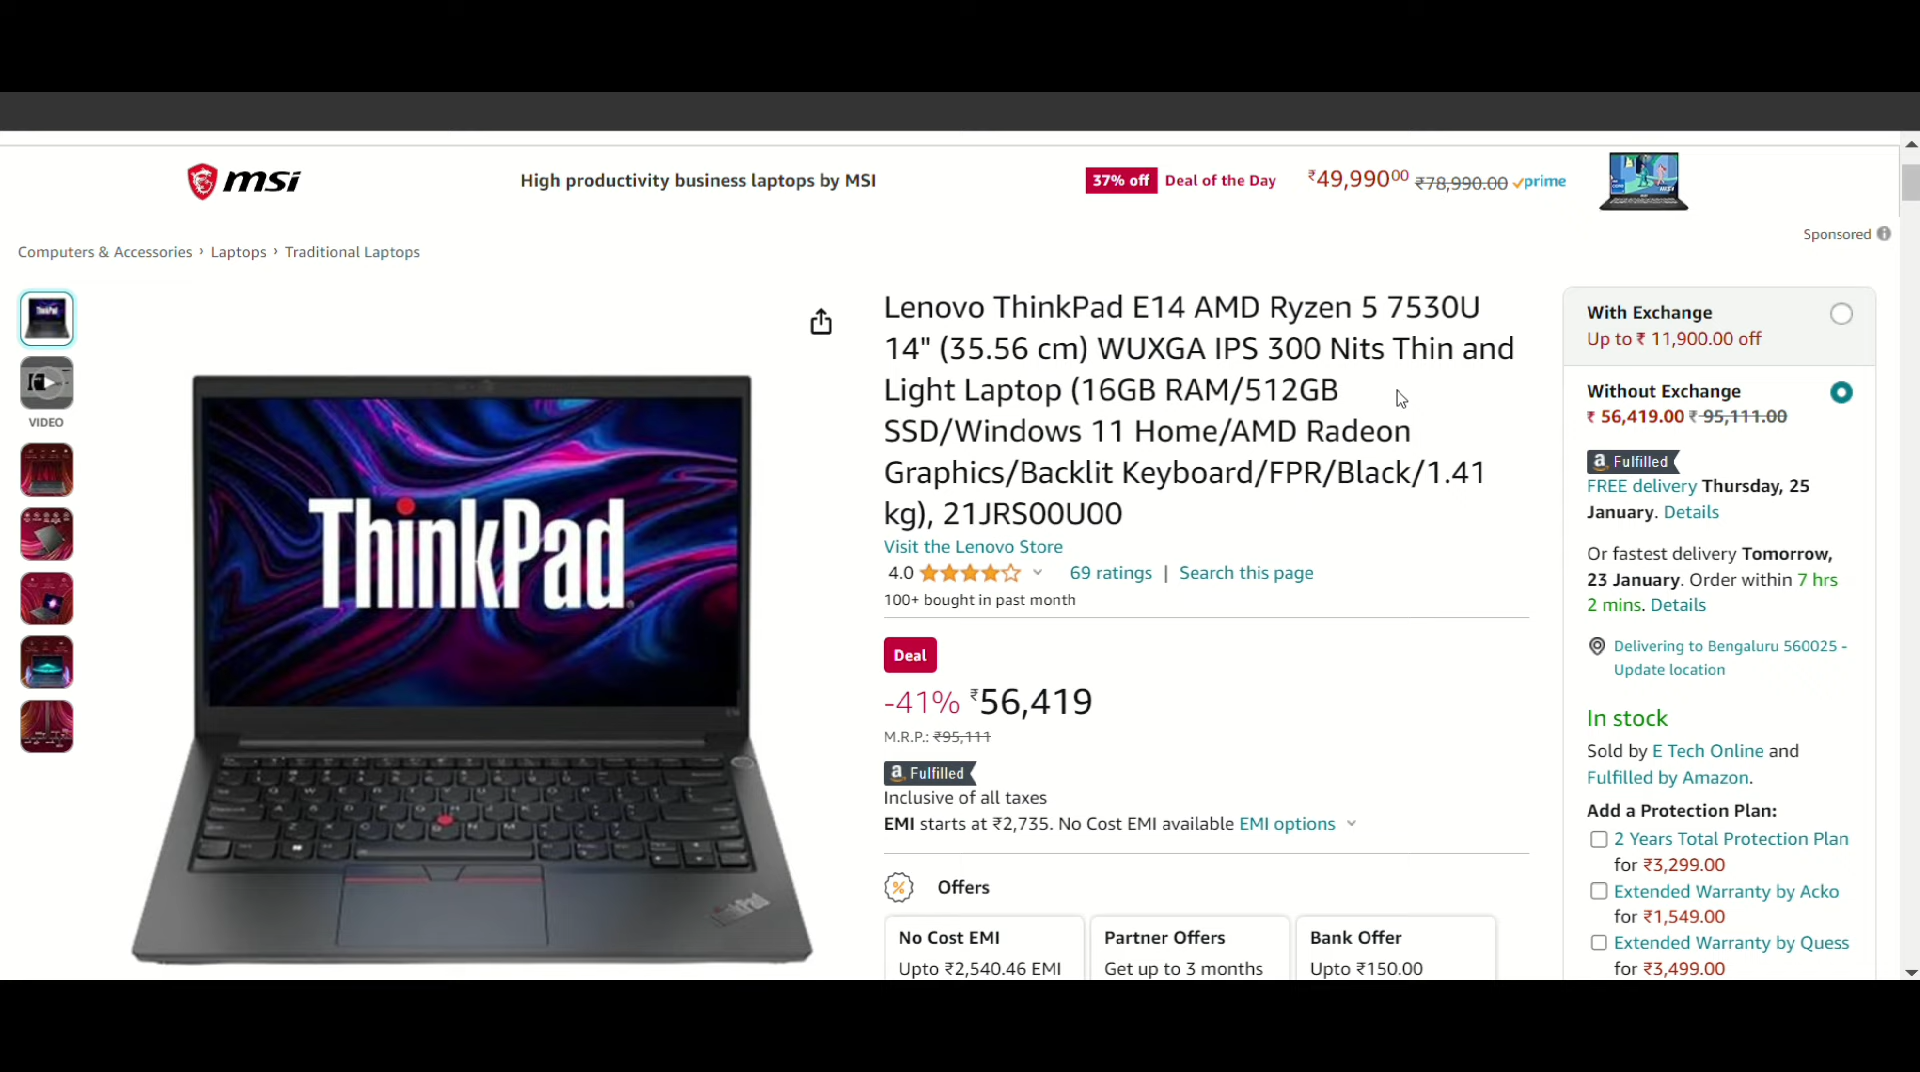 msi
High productivity business laptops by MSI
37% off Deal of the Day ₹49,99000 ₹78,990.00 prime
Sponsored
Computers & Accessories › Laptops › Traditional Laptops
VIDEO
ThinkPad
ThinkPad
Lenovo ThinkPad E14 AMD Ryzen 5 7530U
14" (35.56 cm) WUXGA IPS 300 Nits Thin and
Light Laptop (16GB RAM/512GB
SSD/Windows 11 Home/AMD Radeon
Graphics/Backlit Keyboard/FPR/Black/1.41
kg), 21JRS00U00
Visit the Lenovo Store
4.0 69 ratings | Search this page
100+ bought in past month
Deal
-41% ₹56,419
M.R.P.: ₹95,111
a Fulfilled
Inclusive of all taxes
EMI starts at ₹2,735. No Cost EMI available EMI options
% Offers
No Cost EMI
Upto ₹2,540.46 EMI
Partner Offers
Get up to 3 months
Bank Offer
Upto ₹150.00
With Exchange
Up to ₹ 11,900.00 off
Without Exchange
₹ 56,419.00 ₹ 95,111.00
a Fulfilled
FREE delivery Thursday, 25
January. Details
Or fastest delivery Tomorrow,
23 January. Order within 7 hrs
2 mins. Details
Delivering to Bengaluru 560025 -
Update location
In stock
Sold by E Tech Online and
Fulfilled by Amazon.
Add a Protection Plan:
2 Years Total Protection Plan
for ₹3,299.00
Extended Warranty by Acko
for ₹1,549.00
Extended Warranty by Quess
for ₹3,499.00